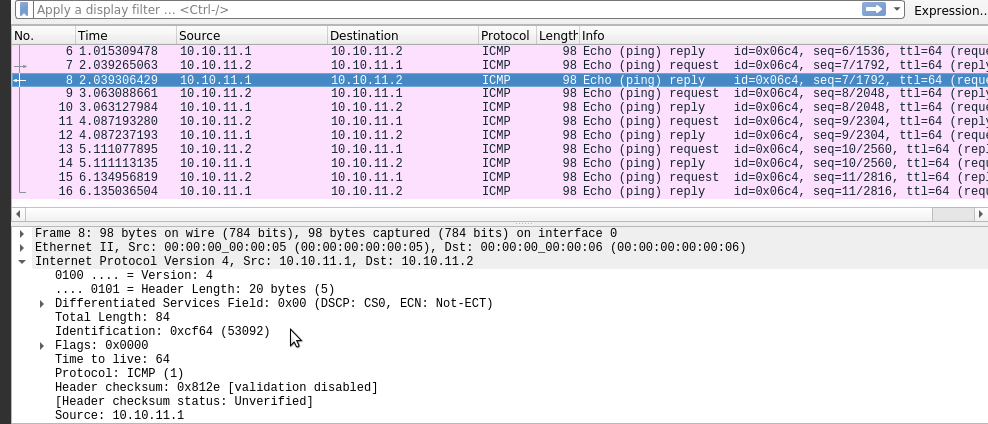 Apply a display filter ... <Ctrl-/> Expression..
No. Time Source Destination Protocol Length Info
6 1.015309478 10.10.11.1 10.10.11.2 ICMP 98 Echo (ping) reply id=0x06c4, seq=6/1536, ttl=64 (reque
7 2.039265063 10.10.11.2 10.10.11.1 ICMP 98 Echo (ping) request id=0x06c4, seq=7/1792, ttl=64 (reply
8 2.039306429 10.10.11.1 10.10.11.2 ICMP 98 Echo (ping) reply id=0x06c4, seq=7/1792, ttl=64 (reque
9 3.063088661 10.10.11.2 10.10.11.1 ICMP 98 Echo (ping) request id=0x06c4, seq=8/2048, ttl=64 (reply
10 3.063127984 10.10.11.1 10.10.11.2 ICMP 98 Echo (ping) reply id=0x06c4, seq=8/2048, ttl=64 (reque
11 4.087193280 10.10.11.2 10.10.11.1 ICMP 98 Echo (ping) request id=0x06c4, seq=9/2304, ttl=64 (reply
12 4.087237193 10.10.11.1 10.10.11.2 ICMP 98 Echo (ping) reply id=0x06c4, seq=9/2304, ttl=64 (reque
13 5.111077895 10.10.11.2 10.10.11.1 ICMP 98 Echo (ping) request id=0x06c4, seq=10/2560, ttl=64 (repl
14 5.111113135 10.10.11.1 10.10.11.2 ICMP 98 Echo (ping) reply id=0x06c4, seq=10/2560, ttl=64 (requ
15 6.134956819 10.10.11.2 10.10.11.1 ICMP 98 Echo (ping) request id=0x06c4, seq=11/2816, ttl=64 (repl
16 6.135036504 10.10.11.1 10.10.11.2 ICMP 98 Echo (ping) reply id=0x06c4, seq=11/2816, ttl=64 (requ
Frame 8: 98 bytes on wire (784 bits), 98 bytes captured (784 bits) on interface 0
Ethernet II, Src: 00:00:00_00:00:05 (00:00:00:00:00:05), Dst: 00:00:00_00:00:06 (00:00:00:00:00:06)
Internet Protocol Version 4, Src: 10.10.11.1, Dst: 10.10.11.2
0100 .... = Version: 4
.... 0101 = Header Length: 20 bytes (5)
Differentiated Services Field: 0x00 (DSCP: CS0, ECN: Not-ECT)
Total Length: 84
Identification: 0xcf64 (53092)
Flags: 0x0000
Time to live: 64
Protocol: ICMP (1)
Header checksum: 0x812e [validation disabled]
[Header checksum status: Unverified]
Source: 10.10.11.1